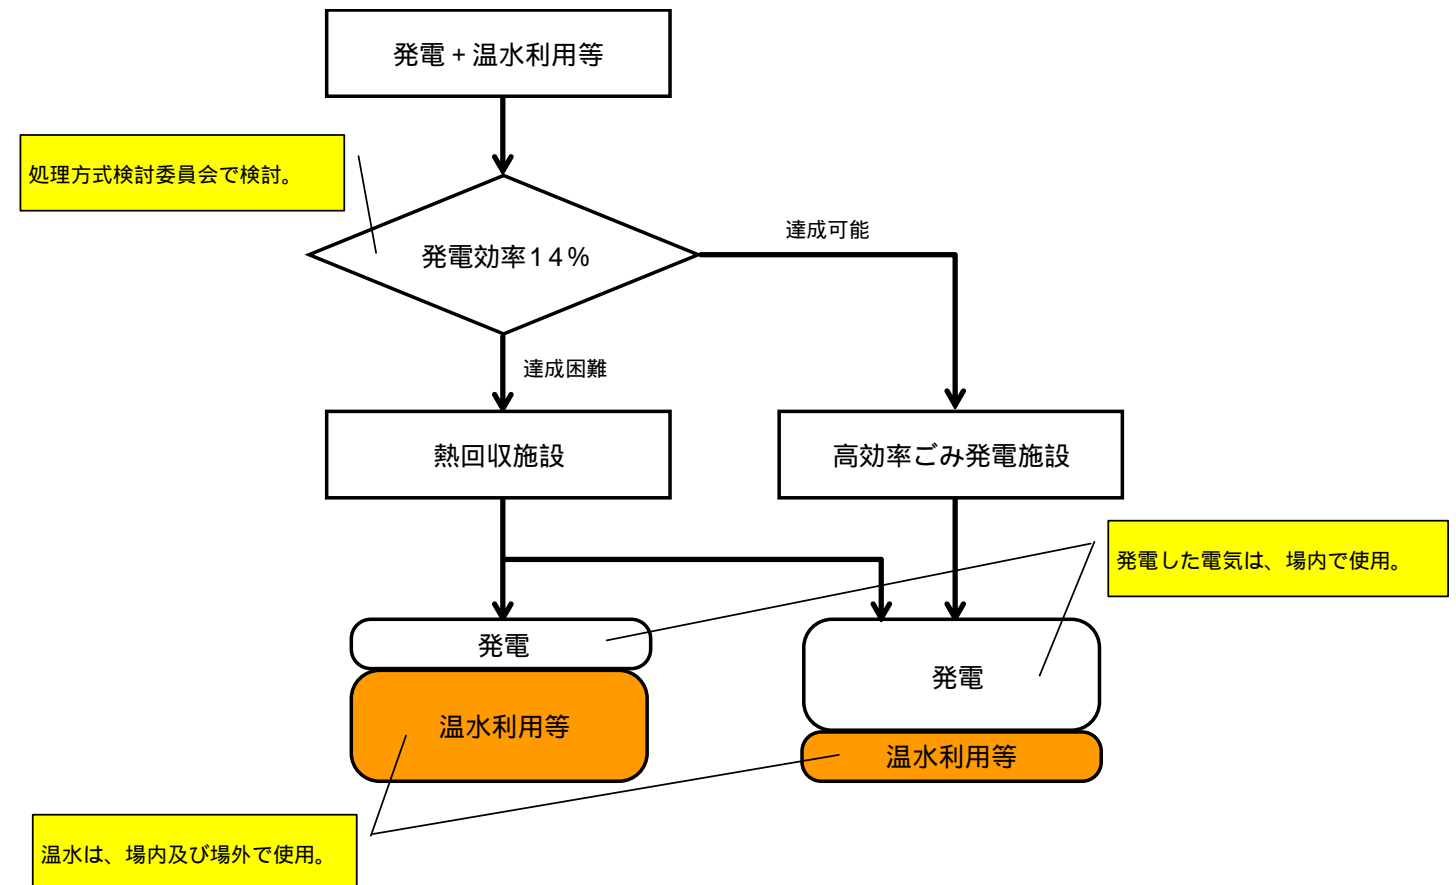 発電＋温水利用等
処理方式検討委員会で検討。
発電効率１４％
達成可能
達成困難
熱回収施設
高効率ごみ発電施設
発電した電気は、場内で使用。
発電
発電
温水利用等
温水利用等
温水は、場内及び場外で使用。